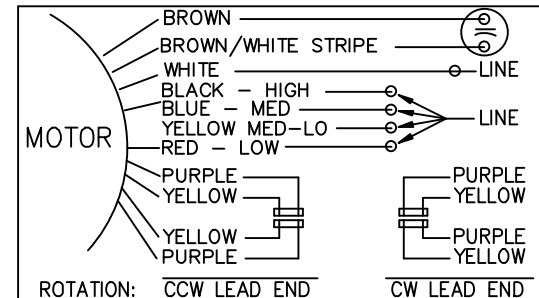 BROWN
BROWN/WHITE STRIPE
WHITE LINE
BLACK - HIGH
BLUE - MED
YELLOW MED-LO
RED - LOW
LINE
MOTOR
PURPLE
YELLOW
YELLOW
PURPLE
PURPLE
YELLOW
PURPLE
YELLOW
ROTATION: CCW LEAD END CW LEAD END